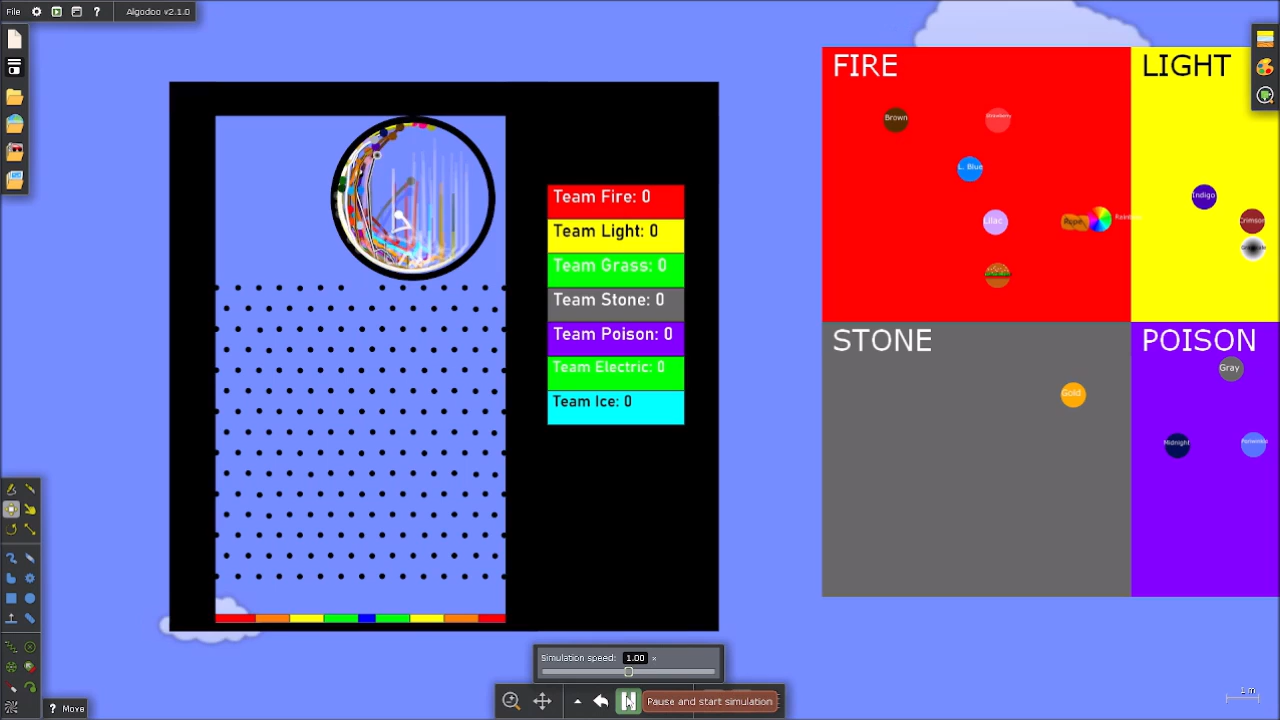 File
?
Algodoo v2.1.0
FIRE
LIGHT
Brown
L. Blue
Indigo
Team Fire: 0
Lilac
Crimson
Team Light: 0
Team Grass: 0
Team Stone: 0
STONE
POISON
Team Poison: 0
Team Electric: 0
Gray
Team Ice: 0
Gold
Midnight
Simulation speed: 1.00 x
Pause and start simulation
1 m
? Move